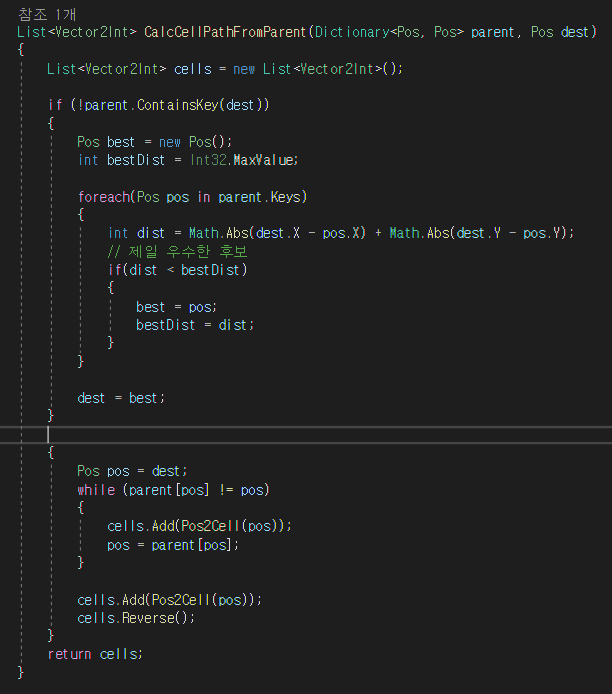 참조 1개
List<Vector2Int> CalcCellPathFromParent(Dictionary<Pos, Pos> parent, Pos dest)
{
    List<Vector2Int> cells = new List<Vector2Int>();

    if (!parent.ContainsKey(dest))
    {
        Pos best = new Pos();
        int bestDist = Int32.MaxValue;

        foreach(Pos pos in parent.Keys)
        {
            int dist = Math.Abs(dest.X - pos.X) + Math.Abs(dest.Y - pos.Y);
            // 제일 우수한 후보
            if(dist < bestDist)
            {
                best = pos;
                bestDist = dist;
            }
        }

        dest = best;
    }

    {
        Pos pos = dest;
        while (parent[pos] != pos)
        {
            cells.Add(Pos2Cell(pos));
            pos = parent[pos];
        }

        cells.Add(Pos2Cell(pos));
        cells.Reverse();
    }
    return cells;
}